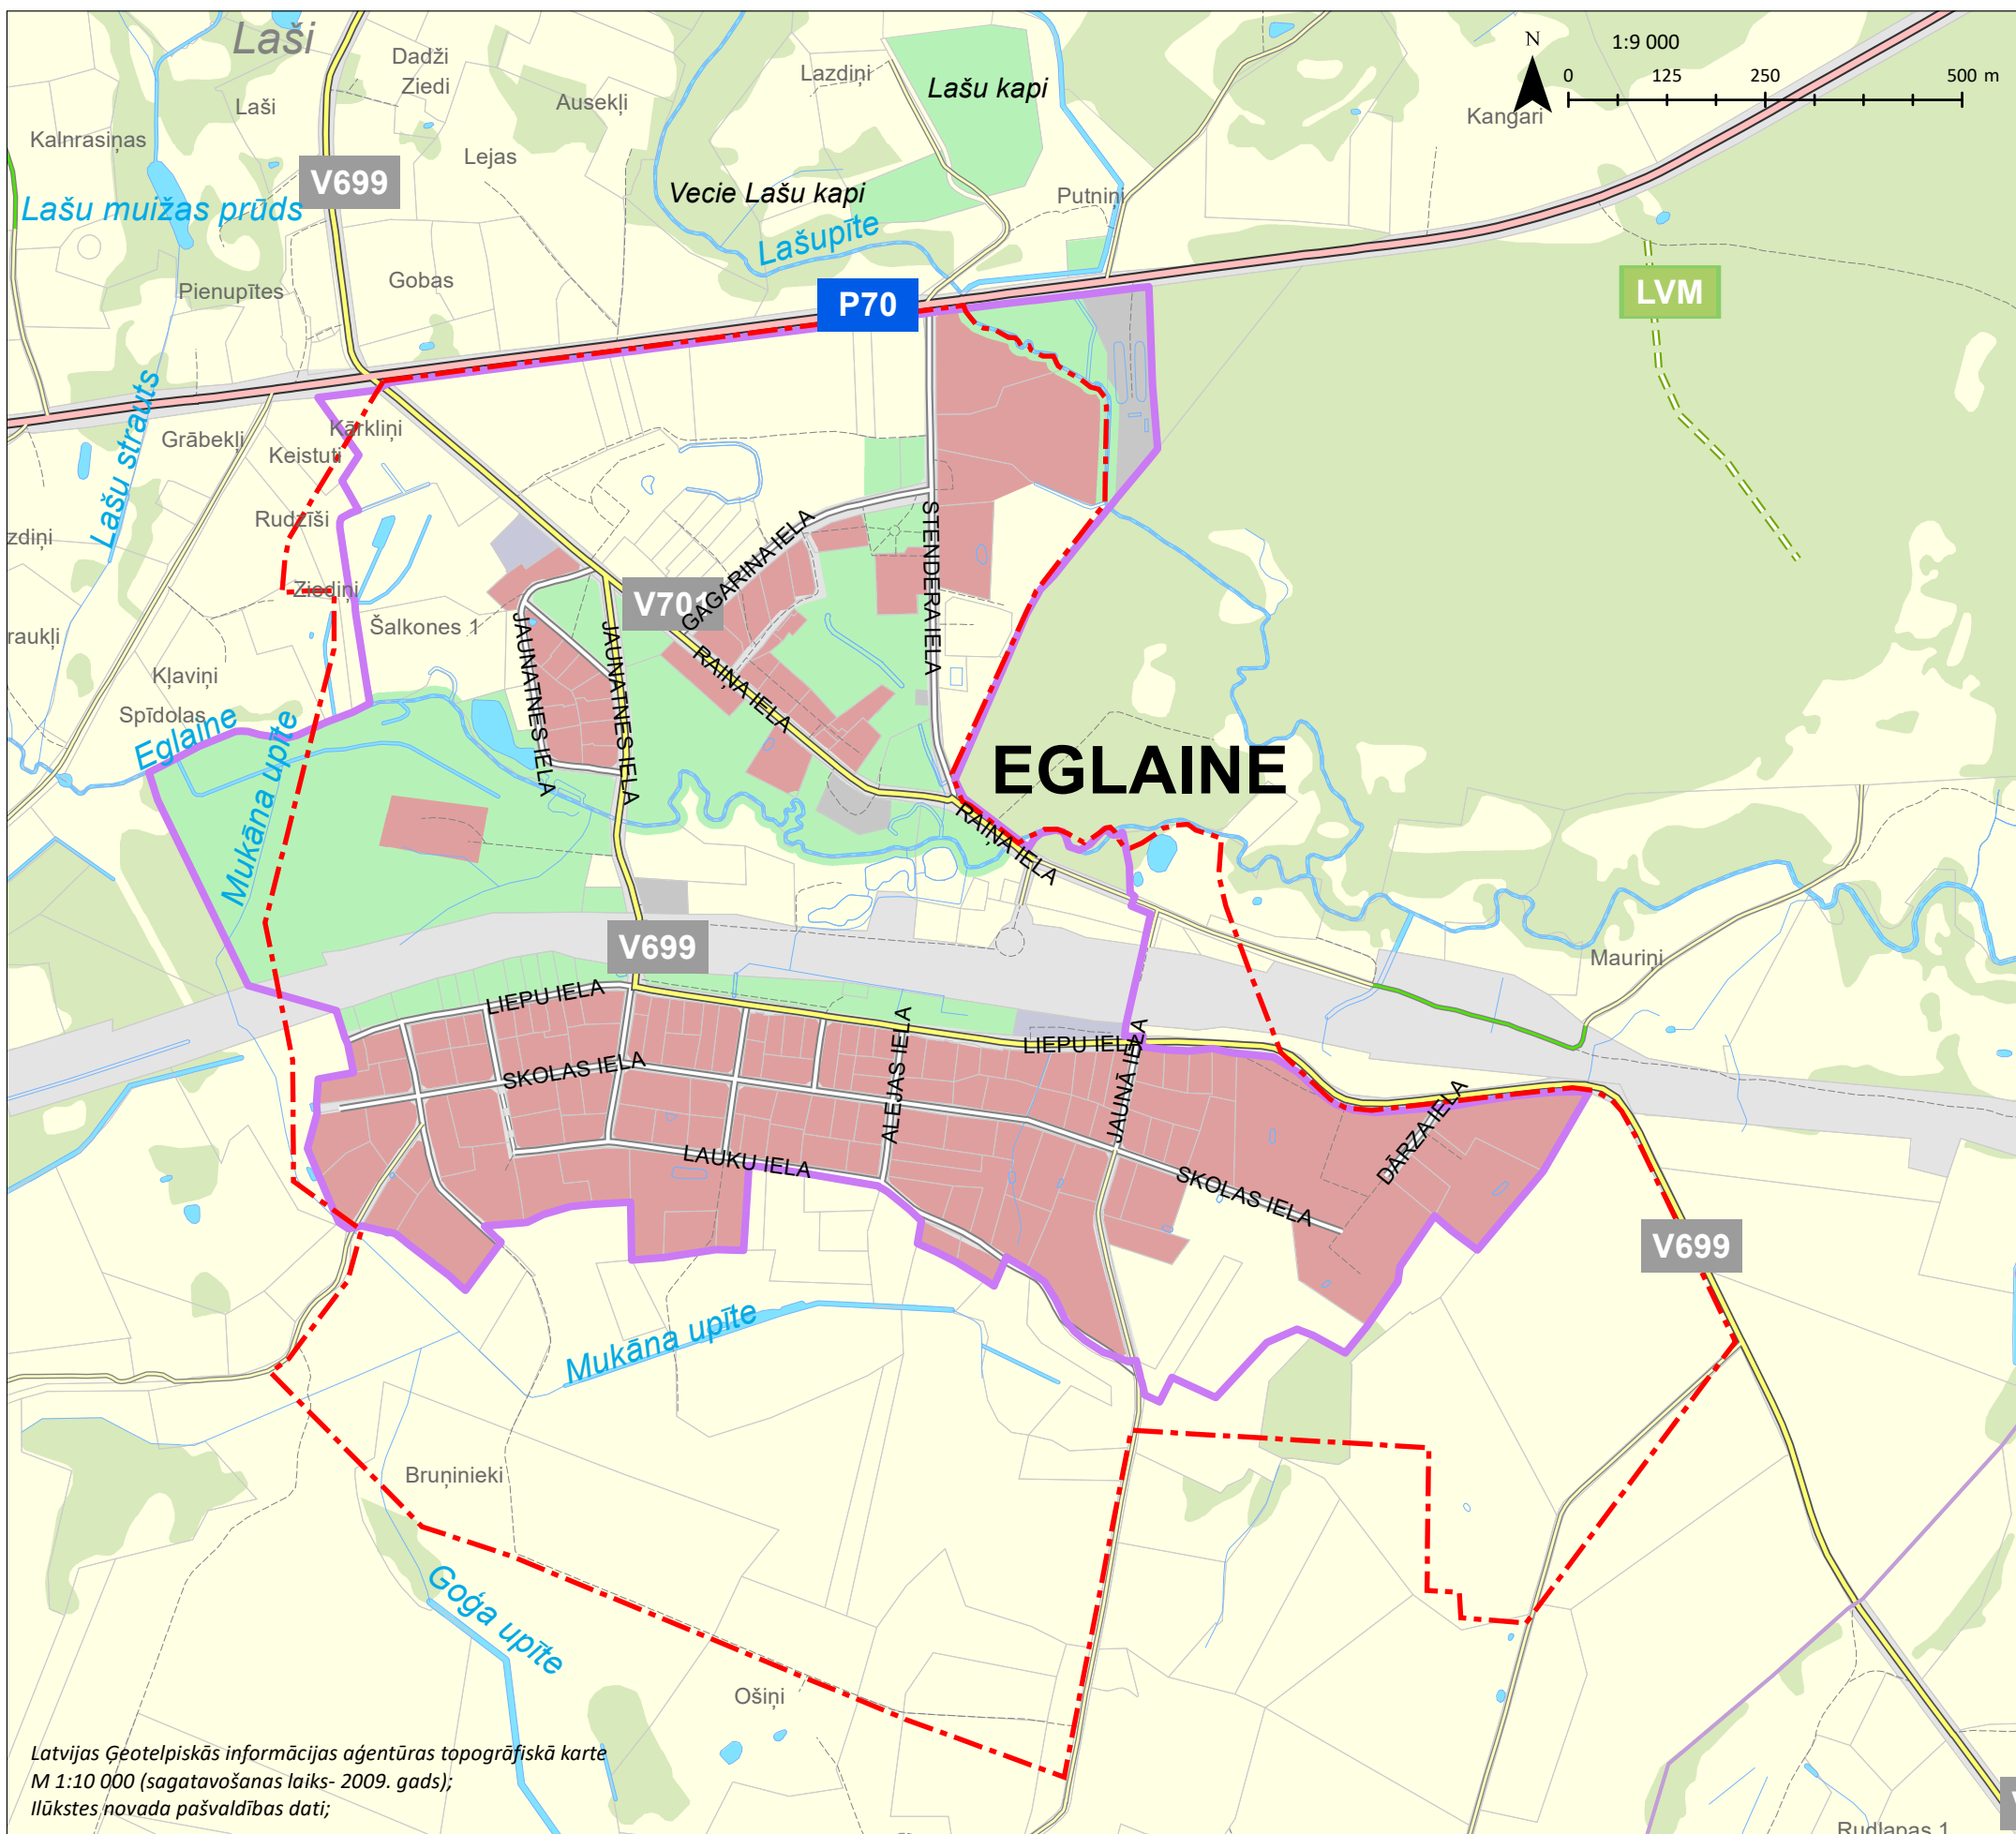 Laši
Dadži
Ziedi
Lazdiņi
Lašu kapi
N
1:9 000
0 125 250 500 m
Kangari
Laši
Ausekļi
Kalnrasiņas
Lejas
V699
Lašu muižas prūds
Vecie Lašu kapi
Putniņi
Lašupīte
Gobas
Pienupītes
P70
LVM
Lašu strauts
Grābekļi
Kārkliņi
Keistuti
Rudzīši
zdiņi
Ziediņi
GAGARINA IELA
STENDERA IELA
V701
Šalkones 1
raukļi
JAUNATNES IELA
JAUNATNES IELA
RAIŅA IELA
Kļaviņi
Spīdolas
Eglaine
Mukāna upīte
EGLAINE
RAIŅA IELA
V699
Mauriņi
LIEPU IELA
LIEPU IELA
SKOLAS IELA
ALEJAS IELA
JAUNĀ IELA
DĀRZA IELA
LAUKU IELA
SKOLAS IELA
V699
Mukāna upīte
Bruņinieki
Goģa upīte
Ošiņi
Latvijas Ģeotelpiskās informācijas aģentūras topogrāfiskā karte
M 1:10 000 (sagatavošanas laiks- 2009. gads);
Ilūkstes novada pašvaldības dati;
Rudlapas 1